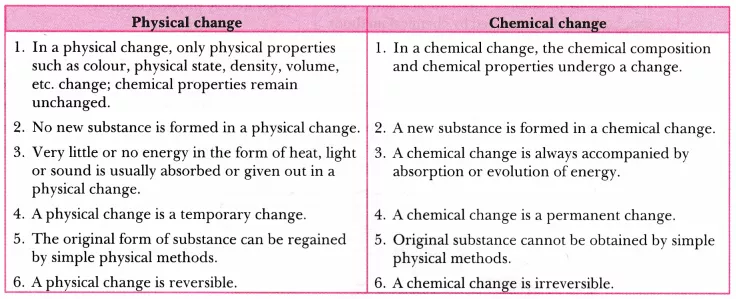 Physical change
Chemical change
1. In a physical change, only physical properties
such as colour, physical state, density, volume,
etc. change; chemical properties remain
unchanged.
1. In a chemical change, the chemical composition
and chemical properties undergo a change.
2. No new substance is formed in a physical change.
2. A new substance is formed in a chemical change.
3. Very little or no energy in the form of heat, light
or sound is usually absorbed or given out in a
physical change.
3. A chemical change is always accompanied by
absorption or evolution of energy.
4. A physical change is a temporary change.
4. A chemical change is a permanent change.
5. The original form of substance can be regained
by simple physical methods.
5. Original substance cannot be obtained by simple
physical methods.
6. A physical change is reversible.
6. A chemical change is irreversible.